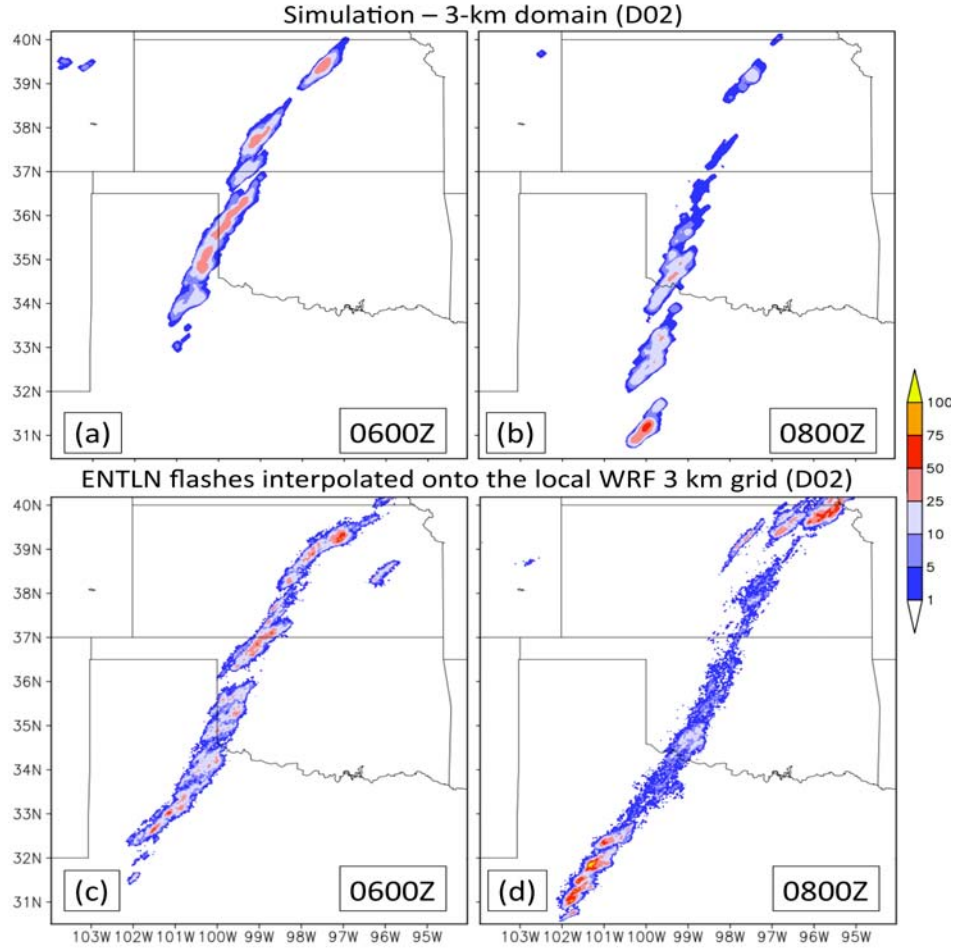 Simulation – 3-km domain (D02)
40N
39N
38N
37N
36N
35N
34N
33N
32N
31N
(a)
0600Z
(b)
0800Z
100
75
50
25
10
5
1
ENTLN flashes interpolated onto the local WRF 3 km grid (D02)
40N
39N
38N
37N
36N
35N
34N
33N
32N
31N
(c)
0600Z
(d)
0800Z
103W 102W 101W 100W 99W 98W 97W 96W 95W
103W 102W 101W 100W 99W 98W 97W 96W 95W